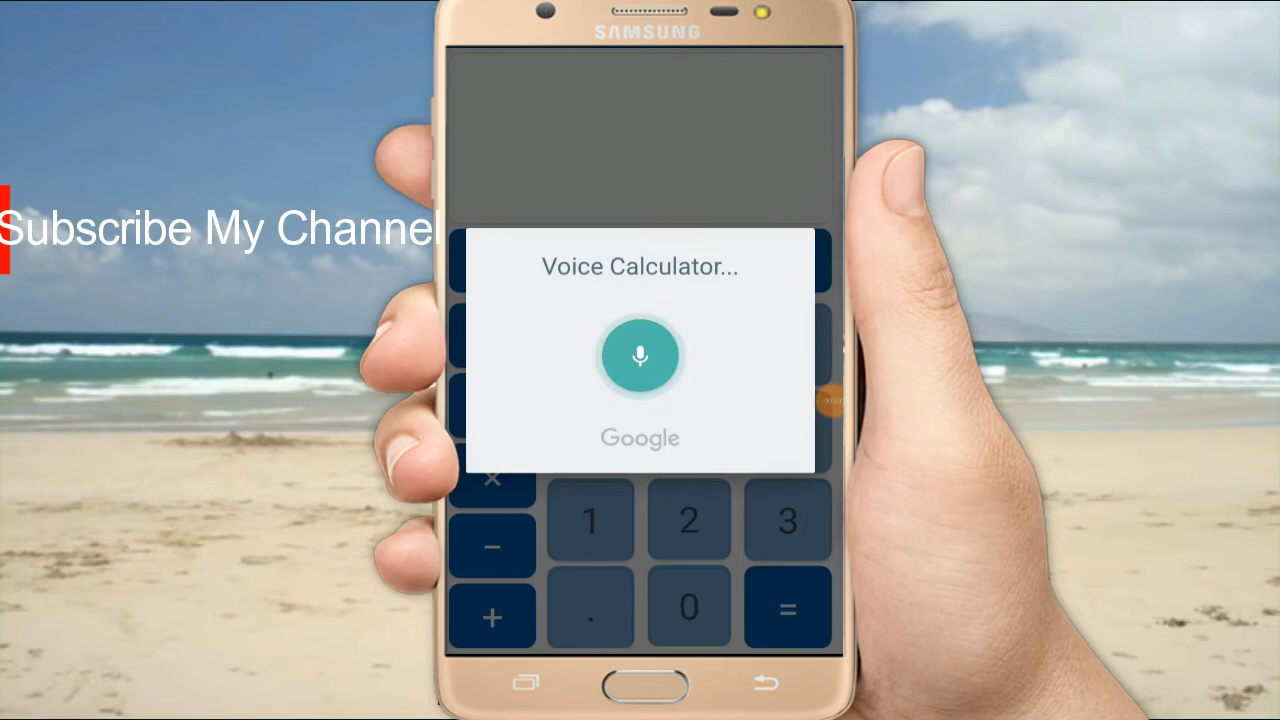 SAMSUNG
Subscribe My Channel
Voice Calculator...
Google
×
1 2 3
−
+ . 0 =